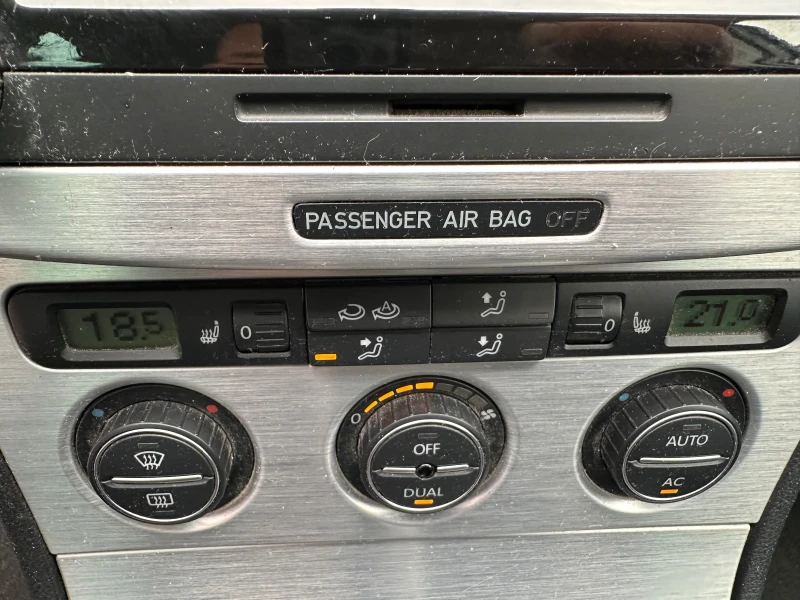 PASSENGER AIR BAG OFF
18.5 0 0 21.0
0
OFF
DUAL
AUTO
AC